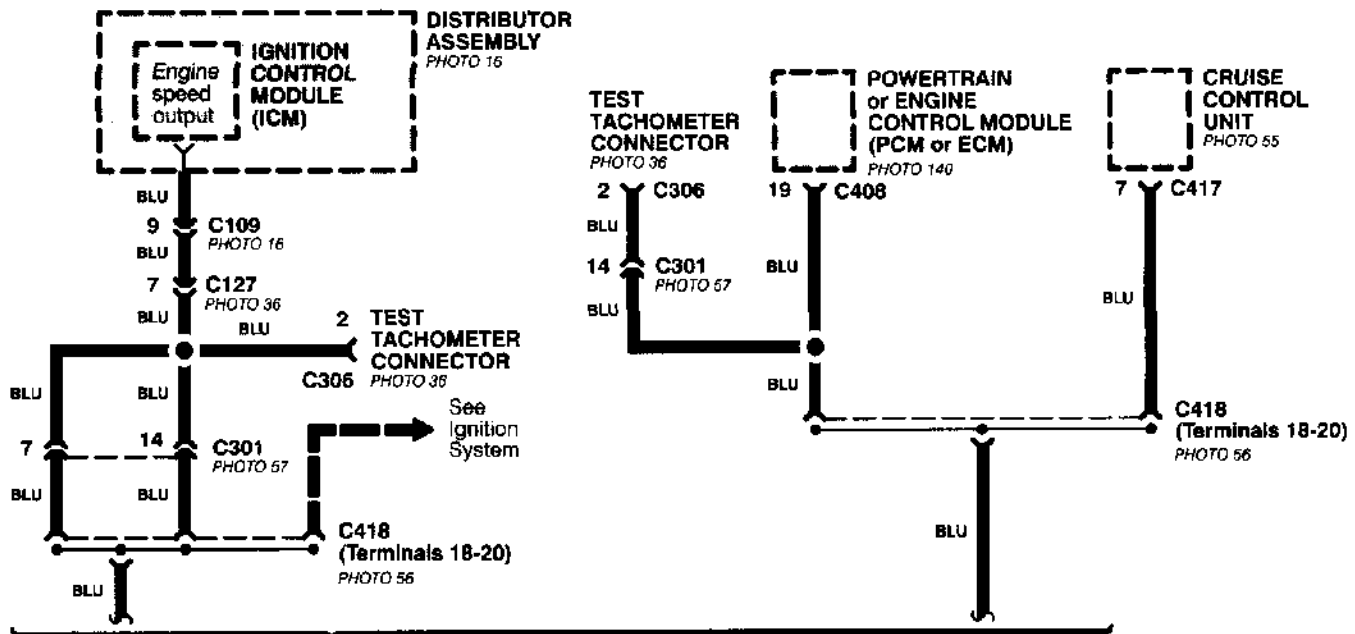 DISTRIBUTOR
ASSEMBLY
PHOTO 16
Engine
speed
output
IGNITION
CONTROL
MODULE
(ICM)
BLU
9 C109
PHOTO 16
BLU
7 C127
PHOTO 36
BLU
BLU
2 TEST
TACHOMETER
CONNECTOR
C306 PHOTO 36
BLU
BLU
See
Ignition
System
7
14 C301
PHOTO 57
BLU
BLU
C418
(Terminals 18-20)
PHOTO 56
BLU
TEST
TACHOMETER
CONNECTOR
PHOTO 36
2 C306
BLU
14 C301
PHOTO 57
BLU
POWERTRAIN
or ENGINE
CONTROL MODULE
(PCM or ECM)
PHOTO 140
19 C408
BLU
BLU
CRUISE
CONTROL
UNIT
PHOTO 55
7 C417
BLU
C418
(Terminals 18-20)
PHOTO 56
BLU